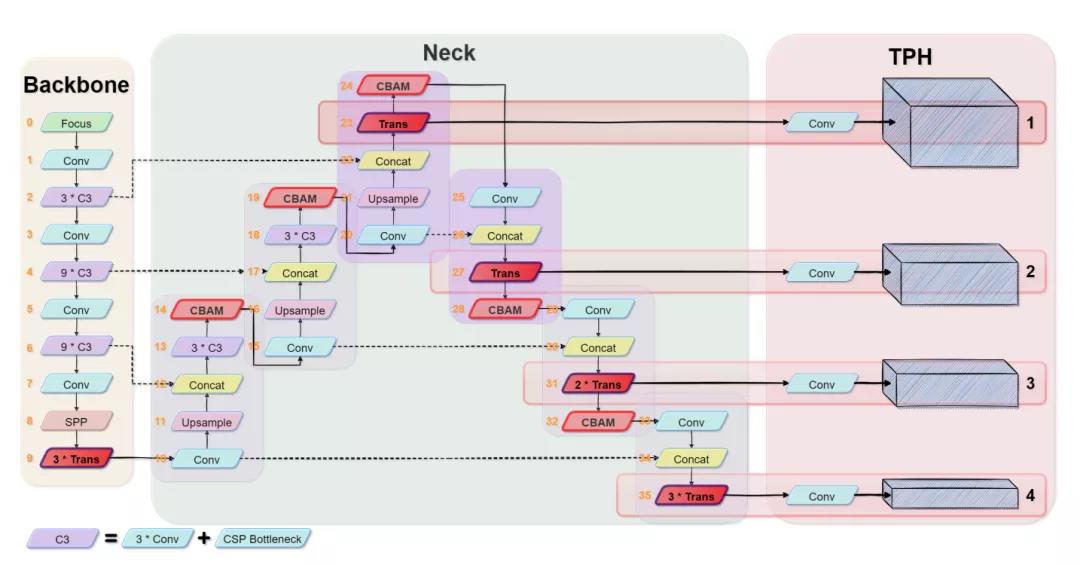 Backbone
0 Focus
1 Conv
2 3 * C3
3 Conv
4 9 * C3
5 Conv
6 9 * C3
7 Conv
8 SPP
9 3 * Trans
Neck
14 CBAM
13 3 * C3
12 Concat
11 Upsample
10 Conv
19 CBAM
18 3 * C3
17 Concat
16 Upsample
15 Conv
24 CBAM
23 Trans
22 Concat
21 Upsample
20 Conv
25 Conv
26 Concat
27 Trans
28 CBAM
29 Conv
30 Concat
31 2 * Trans
32 CBAM
33 Conv
34 Concat
35 3 * Trans
TPH
Conv 1
Conv 2
Conv 3
Conv 4
C3 = 3 * Conv + CSP Bottleneck